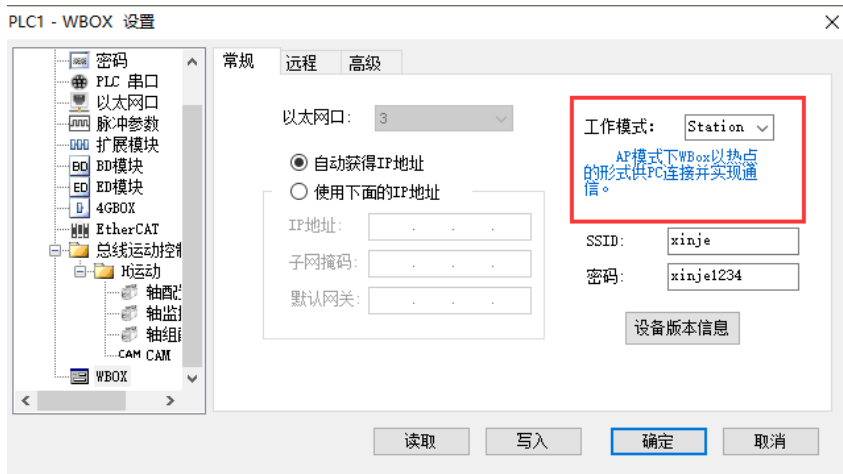 PLC1 - WBOX 设置
密码
PLC 串口
以太网口
脉冲参数
扩展模块
BD BD模块
ED ED模块
4GBOX
EtherCAT
总线运动控制
H运动
轴配
轴监
轴组
CAM CAM
WBOX
常规 远程 高级
以太网口: 3
自动获得IP地址
使用下面的IP地址
IP地址:
子网掩码:
默认网关:
工作模式: Station
AP模式下WBox以热点
的形式供PC连接并实现通
信。
SSID: xinje
密码: xinje1234
设备版本信息
读取 写入 确定 取消